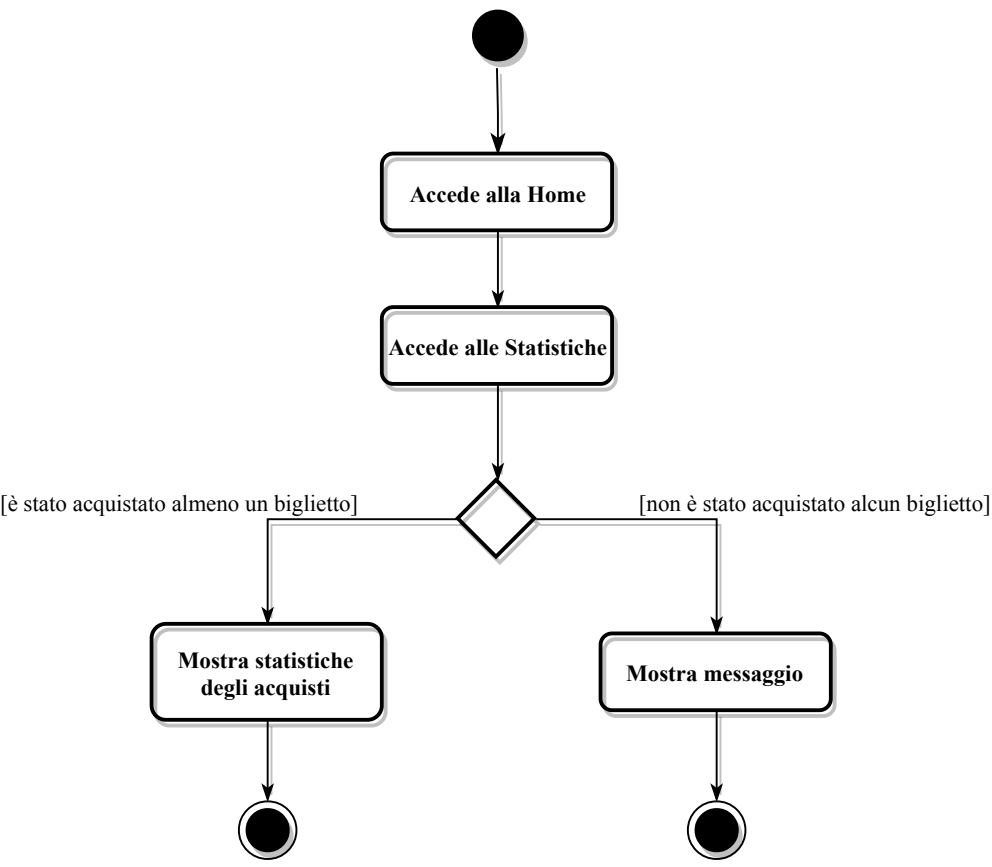 Accede alla Home
Accede alle Statistiche
[è stato acquistato almeno un biglietto]
[non è stato acquistato alcun biglietto]
Mostra statistiche
degli acquisti
Mostra messaggio